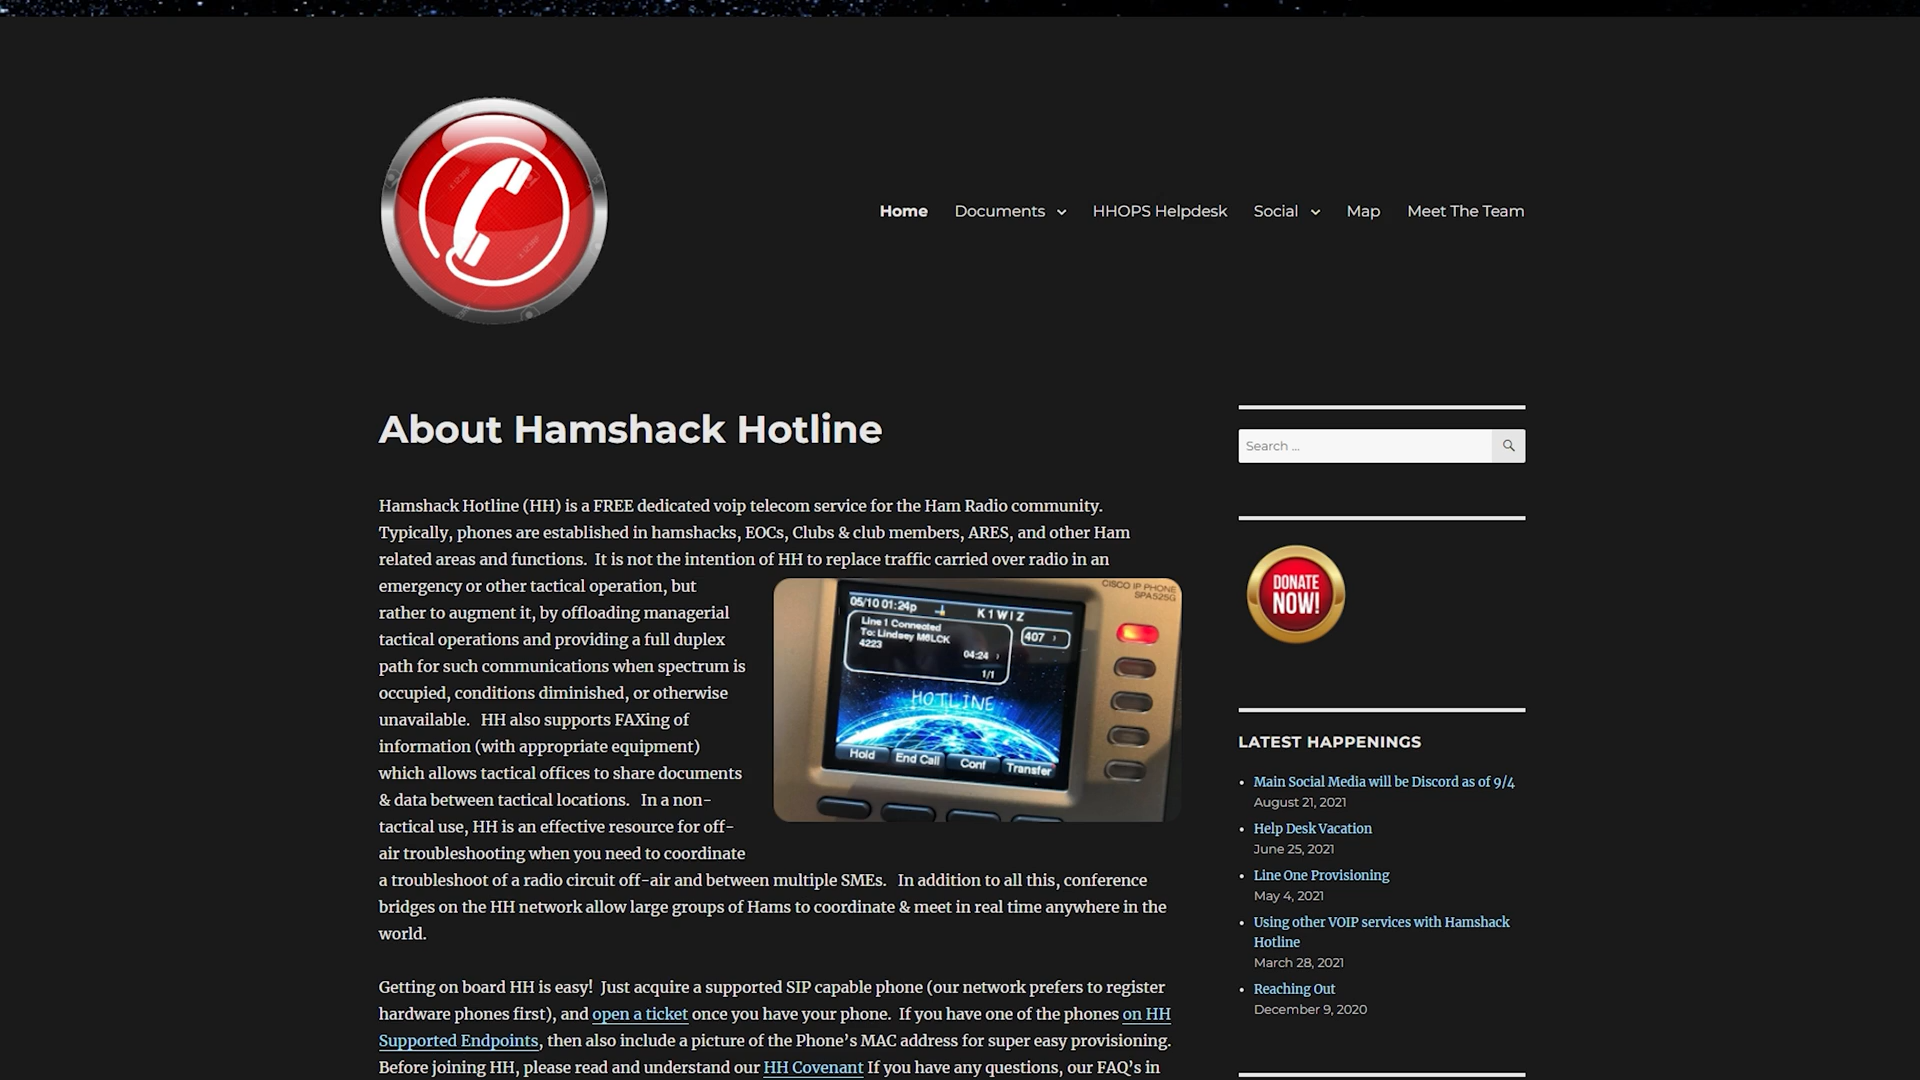 Home Documents HHOPS Helpdesk Social Map Meet The Team
About Hamshack Hotline
Hamshack Hotline (HH) is a FREE dedicated voip telecom service for the Ham Radio community.
Typically, phones are established in hamshacks, EOCs, Clubs & club members, ARES, and other Ham
related areas and functions. It is not the intention of HH to replace traffic carried over radio in an
emergency or other tactical operation, but
rather to augment it, by offloading managerial
tactical operations and providing a full duplex
path for such communications when spectrum is
occupied, conditions diminished, or otherwise
unavailable. HH also supports FAXing of
information (with appropriate equipment)
which allows tactical offices to share documents
& data between tactical locations. In a non-
tactical use, HH is an effective resource for off-
air troubleshooting when you need to coordinate
a troubleshoot of a radio circuit off-air and between multiple SMEs. In addition to all this, conference
bridges on the HH network allow large groups of Hams to coordinate & meet in real time anywhere in the
world.
CISCO IP PHONE
SPA525G
05/10 01:24p K1WIZ
Line 1 Connected
To: Lindsey M6LCK
4223
407
04:24
1/1
HOTLINE
Hold End Call Conf Transfer
Getting on board HH is easy! Just acquire a supported SIP capable phone (our network prefers to register
hardware phones first), and open a ticket once you have your phone. If you have one of the phones on HH
Supported Endpoints, then also include a picture of the Phone's MAC address for super easy provisioning.
Before joining HH, please read and understand our HH Covenant If you have any questions, our FAQ's in
Search ...
DONATE
NOW!
LATEST HAPPENINGS
Main Social Media will be Discord as of 9/4
August 21, 2021
Help Desk Vacation
June 25, 2021
Line One Provisioning
May 4, 2021
Using other VOIP services with Hamshack
Hotline
March 28, 2021
Reaching Out
December 9, 2020